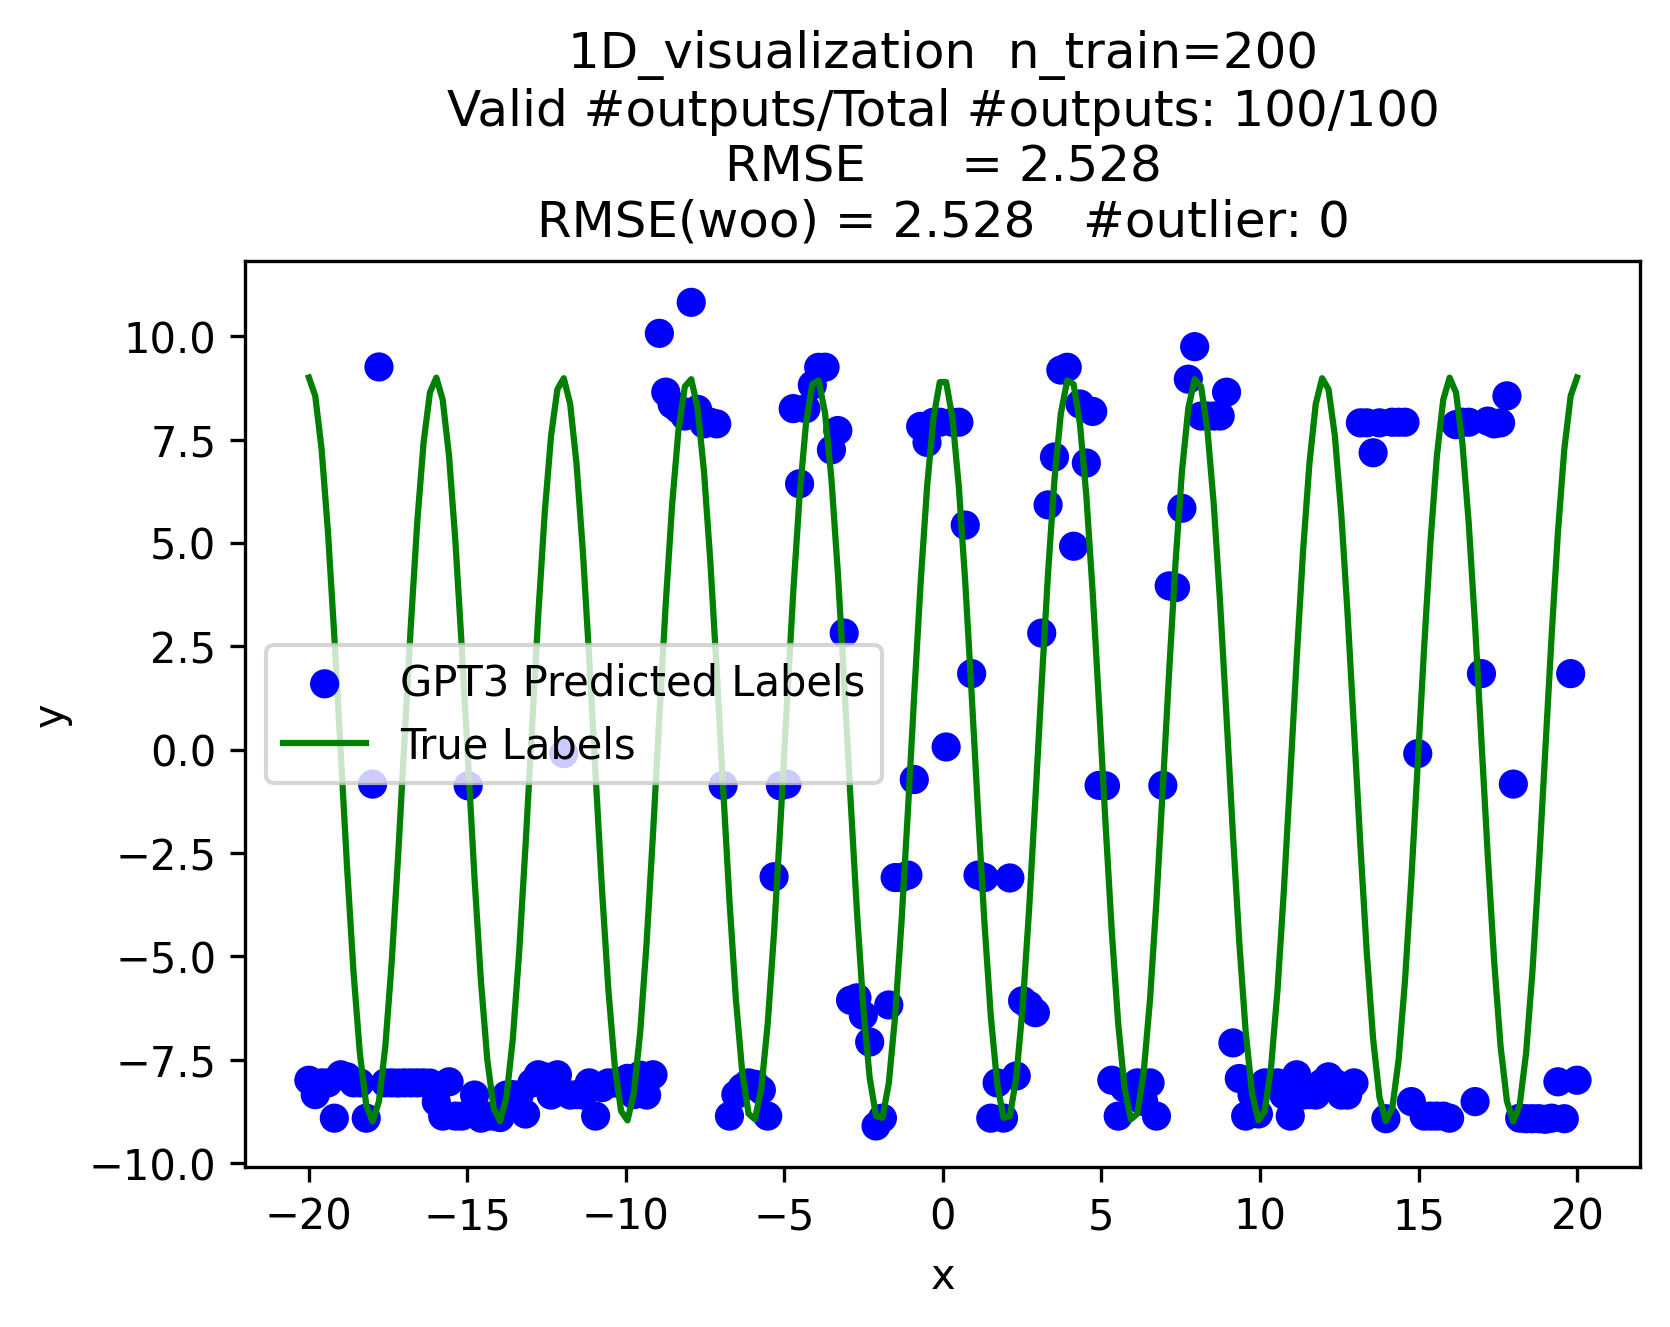 1D_visualization  n_train=200
Valid #outputs/Total #outputs: 100/100
RMSE      = 2.528
RMSE(woo) = 2.528   #outlier: 0
10.0
7.5
5.0
2.5
0.0
−2.5
−5.0
−7.5
−10.0
y
GPT3 Predicted Labels
True Labels
−20 −15 −10 −5 0 5 10 15 20
x